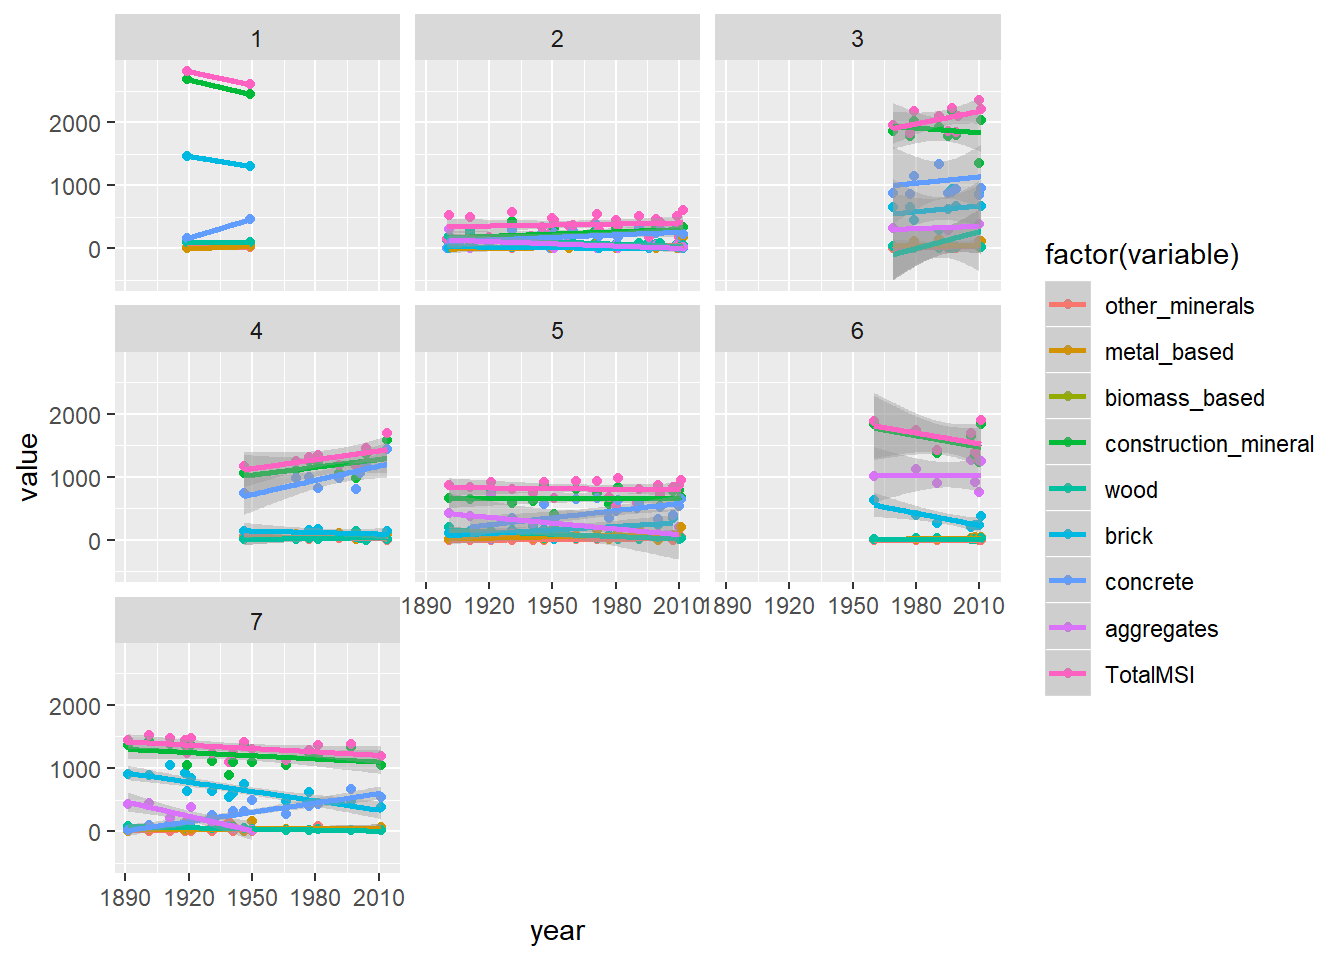 1
2
3
2000
1000
0
4
5
6
2000
1000
0
1890 1920 1950 1980 2010
1890 1920 1950 1980 2010
7
2000
1000
0
1890 1920 1950 1980 2010
year
value
factor(variable)
other_minerals
metal_based
biomass_based
construction_mineral
wood
brick
concrete
aggregates
TotalMSI